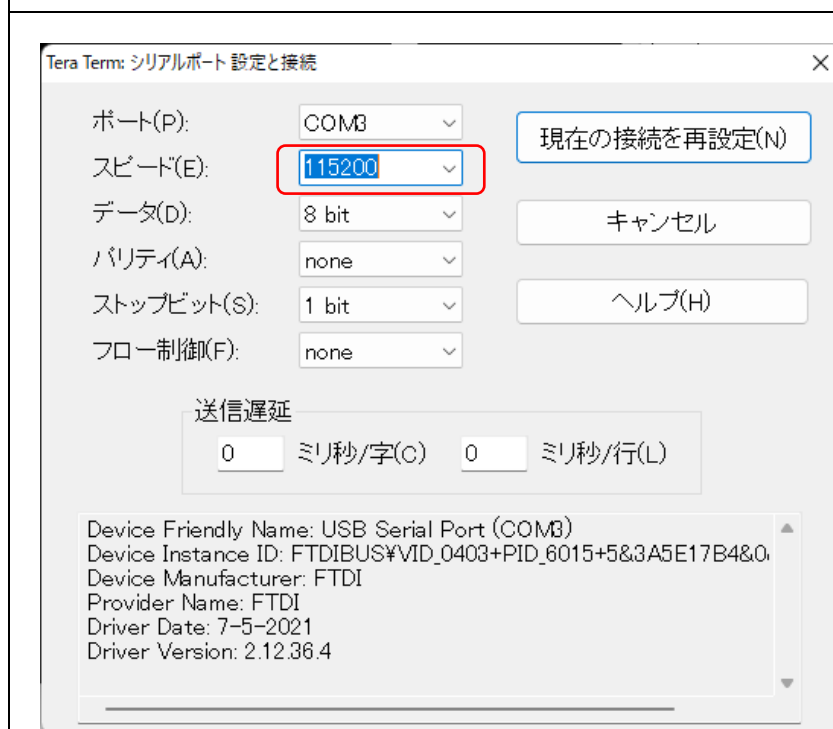 Tera Term: シリアルポート 設定と接続
ポート(P): COM3
現在の接続を再設定(N)
スピード(E): 115200
データ(D): 8 bit
キャンセル
パリティ(A): none
ストップビット(S): 1 bit
ヘルプ(H)
フロー制御(F): none
送信遅延
0 ミリ秒/字(C) 0 ミリ秒/行(L)
Device Friendly Name: USB Serial Port (COM3)
Device Instance ID: FTDIBUS¥VID_0403+PID_6015+5&3A5E17B4&0
Device Manufacturer: FTDI
Provider Name: FTDI
Driver Date: 7-5-2021
Driver Version: 2.12.36.4